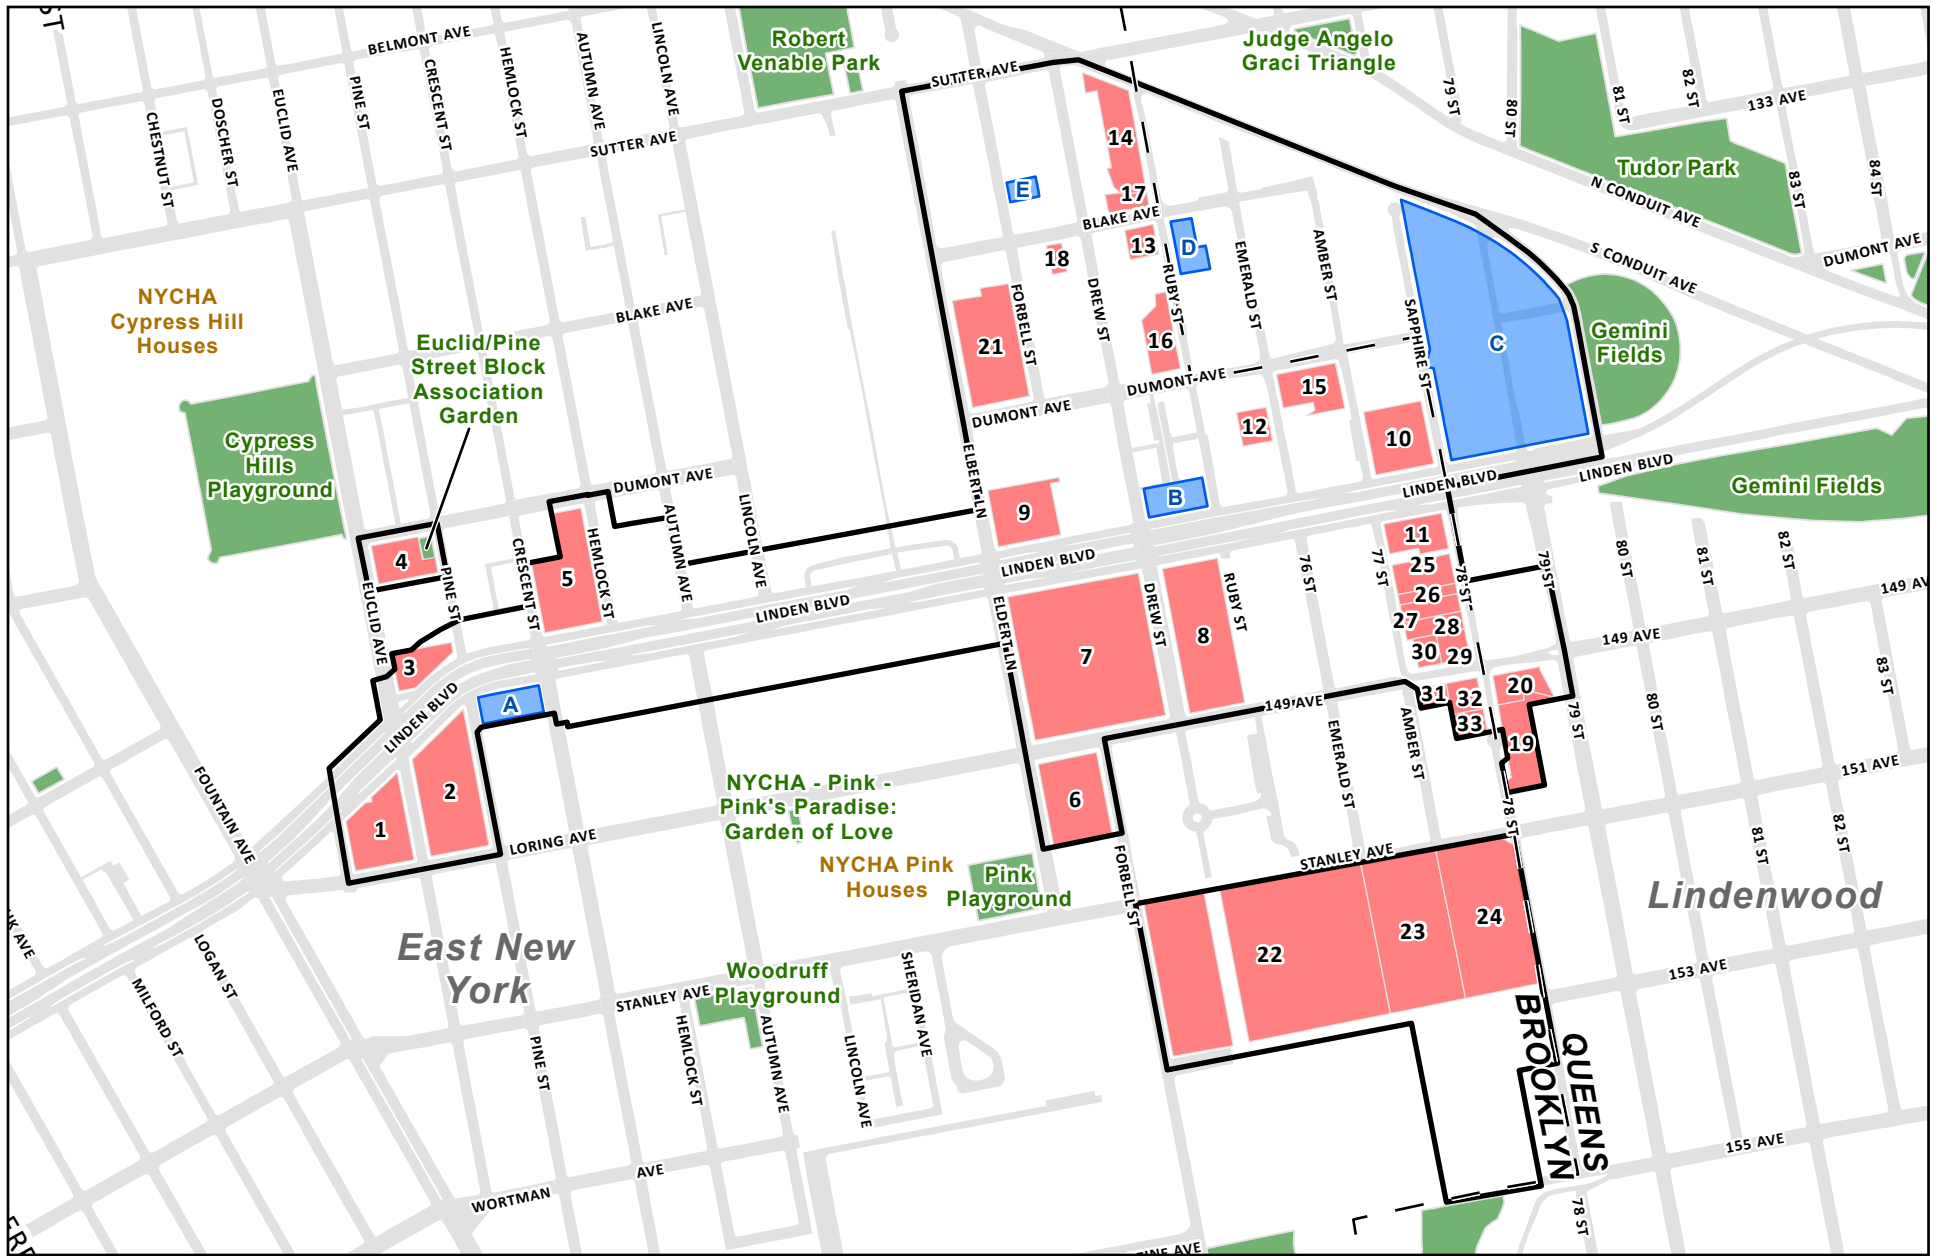 ST
BELMONT AVE
LINCOLN AVE
AUTUMN AVE
HEMLOCK ST
CRESCENT ST
PINE ST
EUCLID AVE
DOSCHER ST
CHESTNUT ST
SUTTER AVE
Robert
Venable Park
SUTTER AVE
Judge Angelo
Graci Triangle
79 ST
80 ST
81 ST
82 ST
133 AVE
Tudor Park
83 ST
84 ST
N CONDUIT AVE
S CONDUIT AVE
DUMONT AVE
14
17
E
BLAKE AVE
13
D
18
RUBY ST
EMERALD ST
AMBER ST
DREW ST
FORBELL ST
SAPPHIRE ST
C
Gemini
Fields
NYCHA
Cypress Hill
Houses
BLAKE AVE
Euclid/Pine
Street Block
Association
Garden
21
16
DUMONT AVE
DUMONT AVE
15
12
10
Cypress
Hills
Playground
ELBERT LN
LINDEN BLVD
LINDEN BLVD
Gemini Fields
DUMONT AVE
LINCOLN AVE
AUTUMN AVE
HEMLOCK ST
CRESCENT ST
9
B
11
4
5
PINE ST
EUCLID AVE
LINDEN BLVD
LINDEN BLVD
ELDERT LN
DREW ST
RUBY ST
76 ST
77 ST
78 ST
79 ST
80 ST
81 ST
82 ST
149 AV
149 AVE
25
26
27
28
30
29
3
7
8
83 ST
LINDEN BLVD
A
149 AVE
31
32
33
20
19
79 ST
80 ST
AMBER ST
EMERALD ST
FOUNTAIN AVE
1
2
6
NYCHA - Pink -
Pink's Paradise:
Garden of Love
LORING AVE
NYCHA Pink
Houses
Pink
Playground
FORBELL ST
STANLEY AVE
78 ST
151 AVE
81 ST
82 ST
Lindenwood
East New
York
22
23
24
153 AVE
LOGAN ST
MILFORD ST
Woodruff
Playground
STANLEY AVE
SHERIDAN AVE
HEMLOCK ST
AUTUMN AVE
LINCOLN AVE
PINE ST
BROOKLYN
QUEENS
155 AVE
WORTMAN
AVE
78 ST